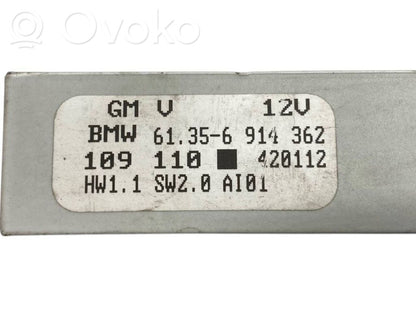 OVOKO
GM V 12V
BMW 61.35-6 914 362
109 110 ■ 420112
HW1.1 SW2.0 AI01